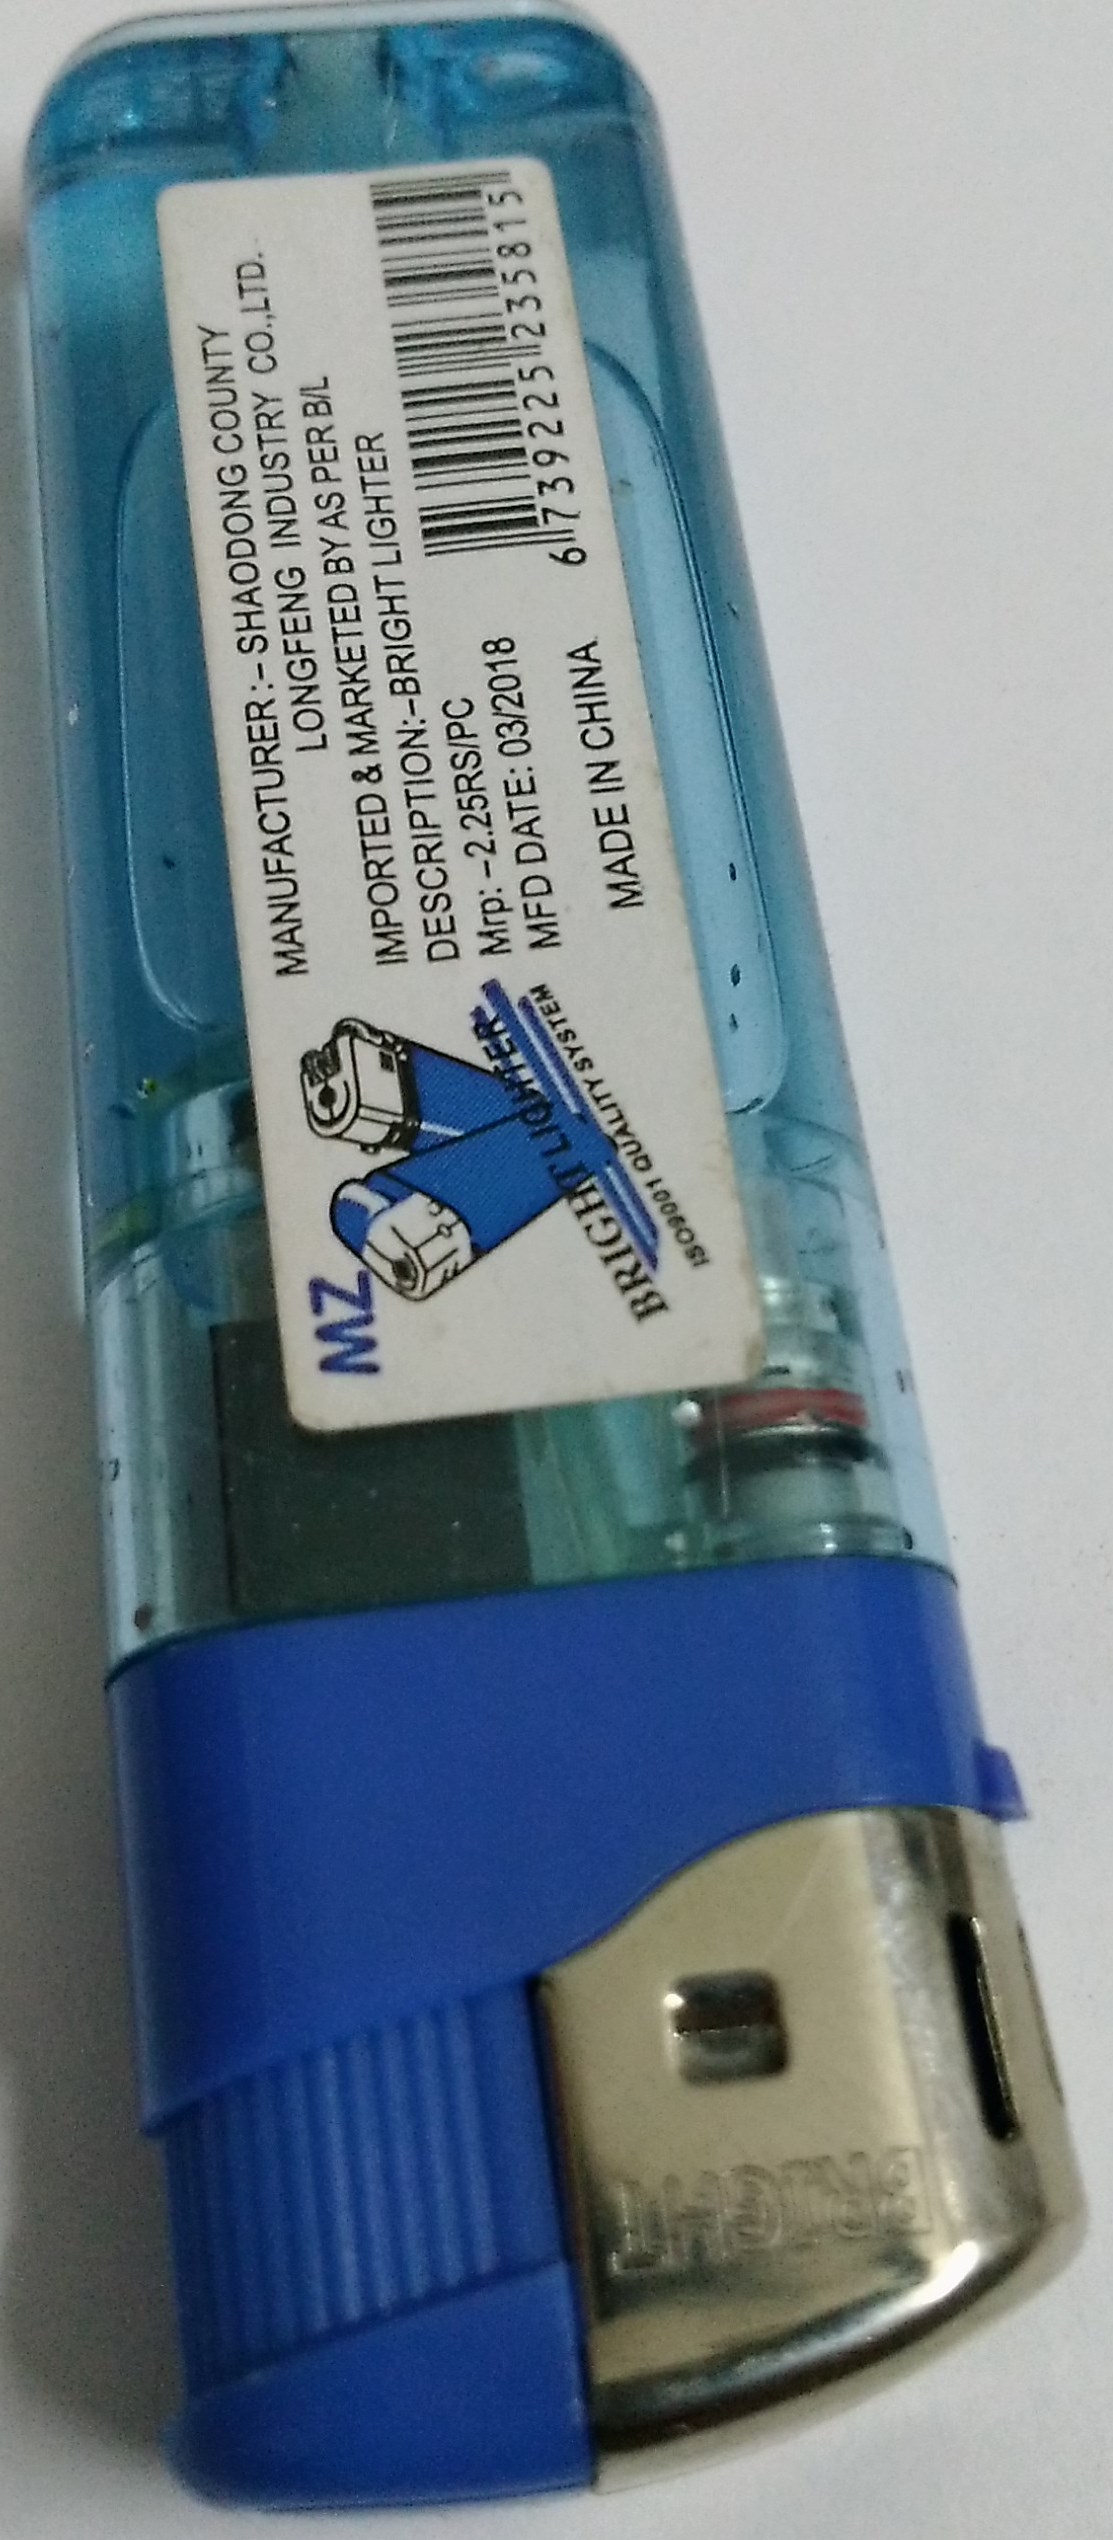 MANUFACTURER:-SHAODONG COUNTY
LONGFENG INDUSTRY CO.,LTD.
IMPORTED & MARKETED BY AS PER B/L
DESCRIPTION:-BRIGHT LIGHTER
Mrp:-2.25RS/PC
MFD DATE: 03/2018
MADE IN CHINA
6 739225 235815
MZ
BRIGHT LIGHTER
ISO9001 QUALITY SYSTEM
BRIGHT